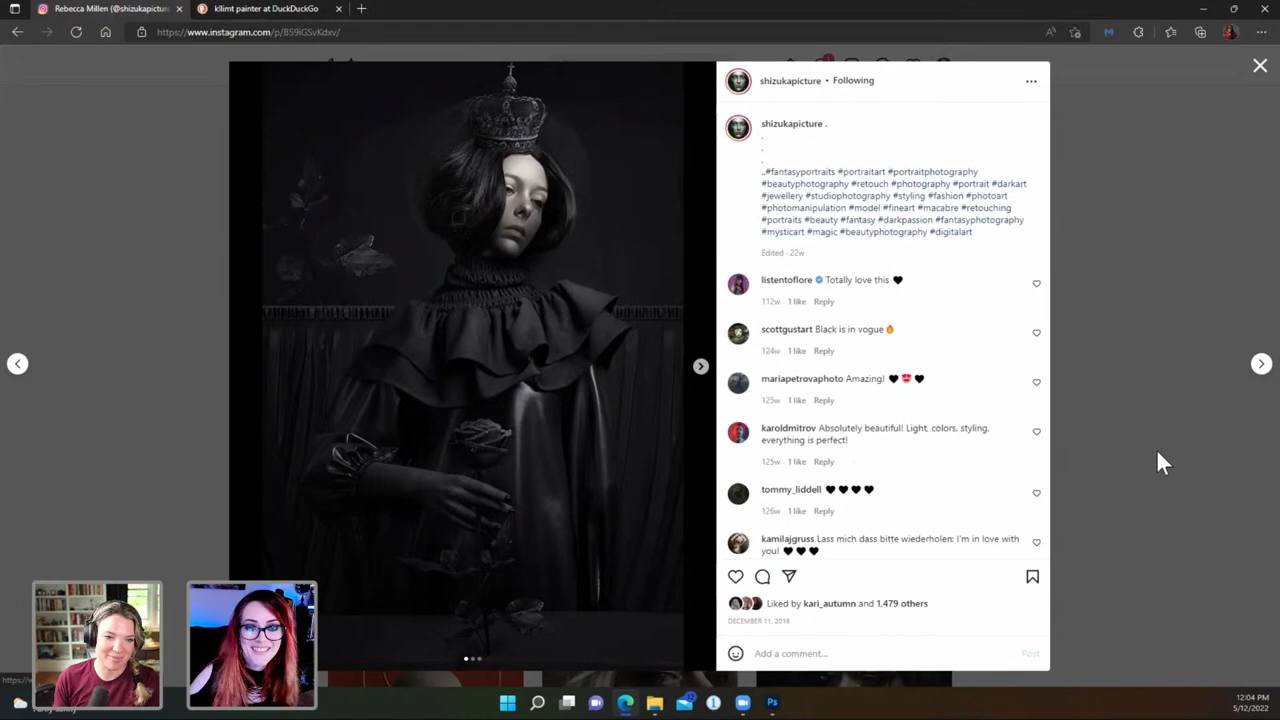 Rebecca Millen (@shizukapicture
kllmt painter at DuckDuckGo
https://www.instagram.com/p/B59iGSvKdxv/
shizukapicture • Following
shizukapicture .
.
.
.
..#fantasyportraits #portraitart #portraitphotography
#beautyphotography #retouch #photography #portrait #darkart
#jewellery #studiophotography #styling #fashion #photoart
#photomanipulation #model #fineart #macabre #retouching
#portraits #beauty #fantasy #darkpassion #fantasyphotography
#mysticart #magic #beautyphotography #digitalart
Edited · 22w
listentoflore Totally love this 🖤
112w 1 like Reply
scottgustart Black is in vogue🔥
124w 1 like Reply
mariapetrovaphoto Amazing! 🖤 😍 🖤
125w 1 like Reply
karoldmitrov Absolutely beautiful! Light, colors, styling,
everything is perfect!
125w 1 like Reply
tommy_liddell 🖤 🖤 🖤 🖤
126w 1 like Reply
kamilajgruss Lass mich dass bitte wiederholen: I'm in love with
you! 🖤 🖤 🖤
Liked by kari_autumn and 1,479 others
DECEMBER 11, 2019
Add a comment...
Post
12:04 PM
5/12/2022